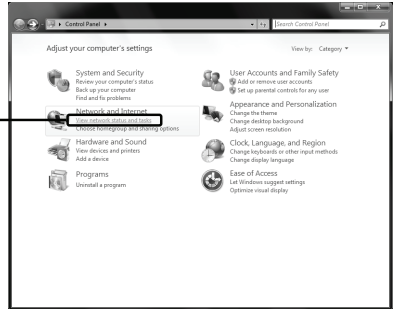 Control Panel
Search Control Panel
Adjust your computer's settings
View by: Category
System and Security
Review your computer's status
Back up your computer
Find and fix problems
Network and Internet
View network status and tasks
Choose homegroup and sharing options
Hardware and Sound
View devices and printers
Add a device
Programs
Uninstall a program
User Accounts and Family Safety
Add or remove user accounts
Set up parental controls for any user
Appearance and Personalization
Change the theme
Change desktop background
Adjust screen resolution
Clock, Language, and Region
Change keyboards or other input methods
Change display language
Ease of Access
Let Windows suggest settings
Optimize visual display